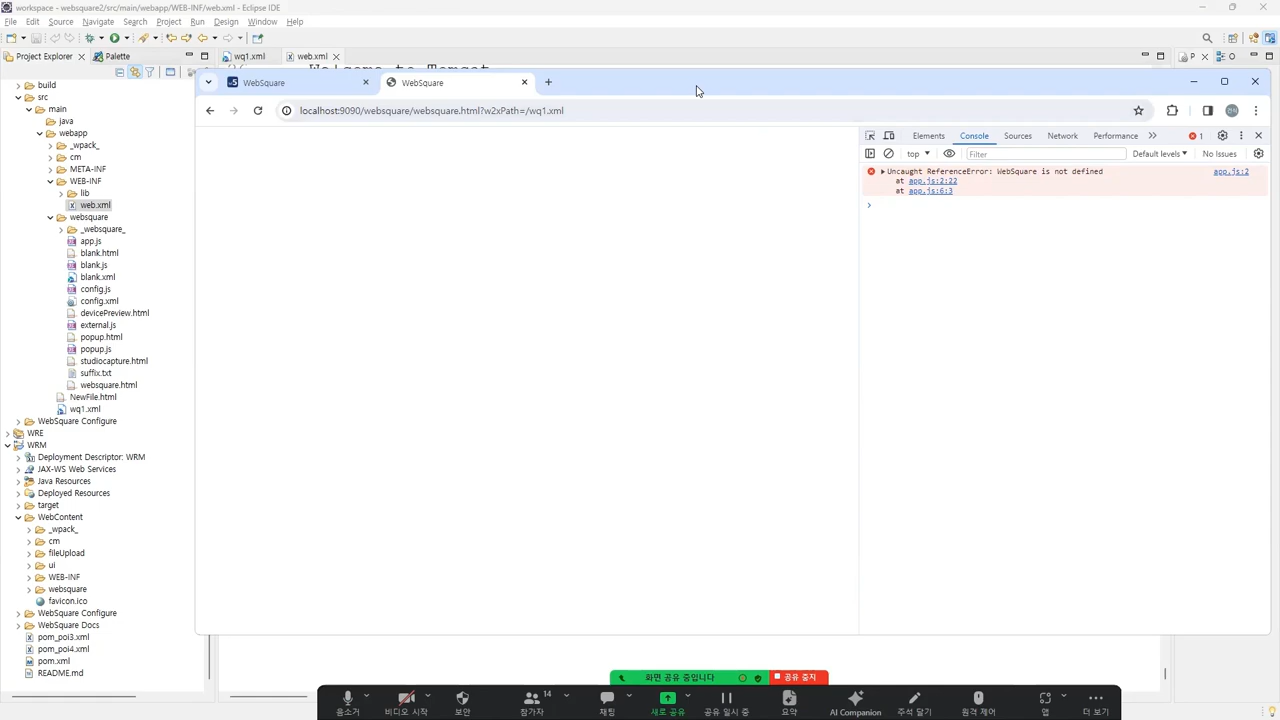 workspace - websquare2/src/main/webapp/WEB-INF/web.xml - Eclipse IDE
File Edit Source Navigate Search Project Run Design Window Help
Project Explorer
Palette
wq1.xml
web.xml
P
O
WebSquare
WebSquare
localhost:9090/websquare/websquare.html?w2xPath=/wq1.xml
build
src
main
java
webapp
_wpack_
cm
META-INF
WEB-INF
lib
web.xml
websquare
_websquare_
app.js
blank.html
blank.js
blank.xml
config.js
config.xml
devicePreview.html
external.js
popup.html
popup.js
studiocapture.html
suffix.txt
websquare.html
NewFile.html
wq1.xml
WebSquare Configure
WRE
WRM
Deployment Descriptor: WRM
JAX-WS Web Services
Java Resources
Deployed Resources
target
WebContent
_wpack_
cm
fileUpload
ui
WEB-INF
websquare
favicon.ico
WebSquare Configure
WebSquare Docs
pom_poi3.xml
pom_poi4.xml
pom.xml
README.md
Elements Console Sources Network Performance 1
top Filter Default levels No Issues
Uncaught ReferenceError: WebSquare is not defined app.js:2
at app.js:2:22
at app.js:6:3
화면 공유 중입니다
공유 중지
14
음소거 비디오 시작 보안 참가자 채팅 새로 공유 공유 일시 중 요약 AI Companion 주석 달기 원격 제어 앱 더 보기